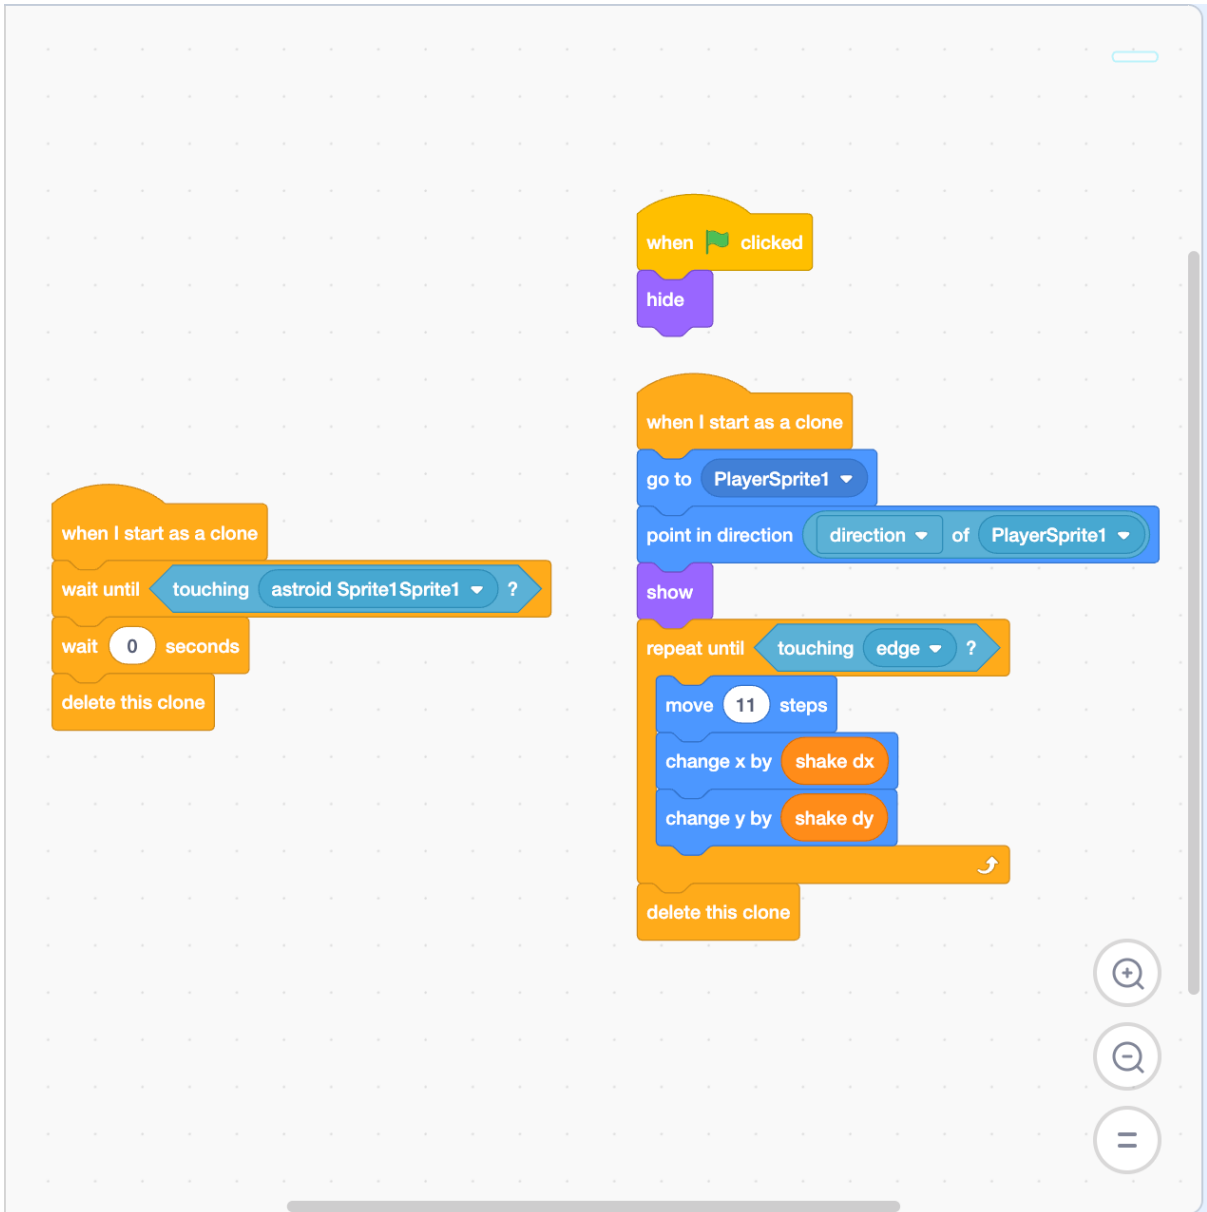 when clicked
hide
when I start as a clone
go to PlayerSprite1
point in direction direction of PlayerSprite1
show
repeat until touching edge ?
move 11 steps
change x by shake dx
change y by shake dy
delete this clone
when I start as a clone
wait until touching astroid Sprite1Sprite1 ?
wait 0 seconds
delete this clone